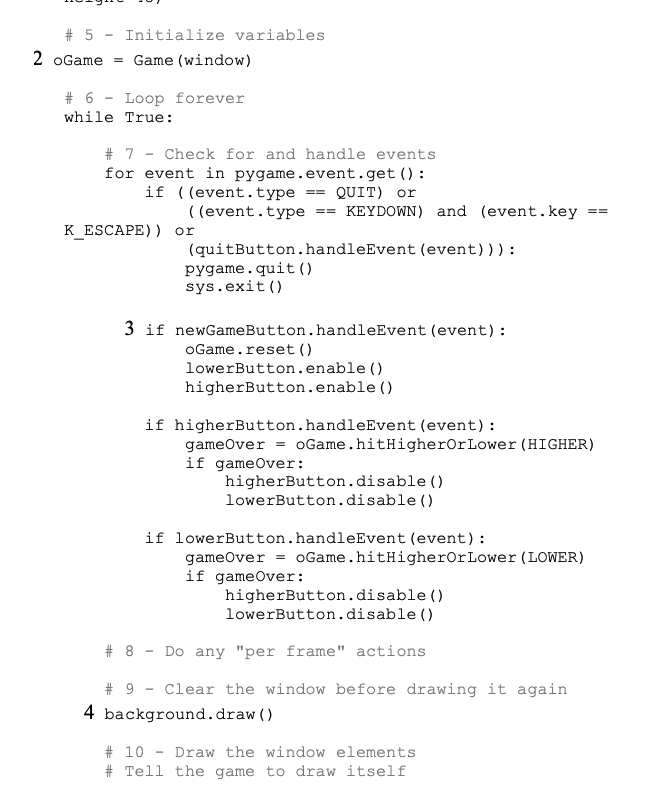 height=45)
# 5 - Initialize variables
2 oGame = Game(window)
# 6 - Loop forever
while True:
# 7 - Check for and handle events
for event in pygame.event.get():
if ((event.type == QUIT) or
((event.type == KEYDOWN) and (event.key ==
K_ESCAPE)) or
(quitButton.handleEvent(event))):
pygame.quit()
sys.exit()
3 if newGameButton.handleEvent(event):
oGame.reset()
lowerButton.enable()
higherButton.enable()
if higherButton.handleEvent(event):
gameOver = oGame.hitHigherOrLower(HIGHER)
if gameOver:
higherButton.disable()
lowerButton.disable()
if lowerButton.handleEvent(event):
gameOver = oGame.hitHigherOrLower(LOWER)
if gameOver:
higherButton.disable()
lowerButton.disable()
# 8 - Do any "per frame" actions
# 9 - Clear the window before drawing it again
4 background.draw()
# 10 - Draw the window elements
# Tell the game to draw itself